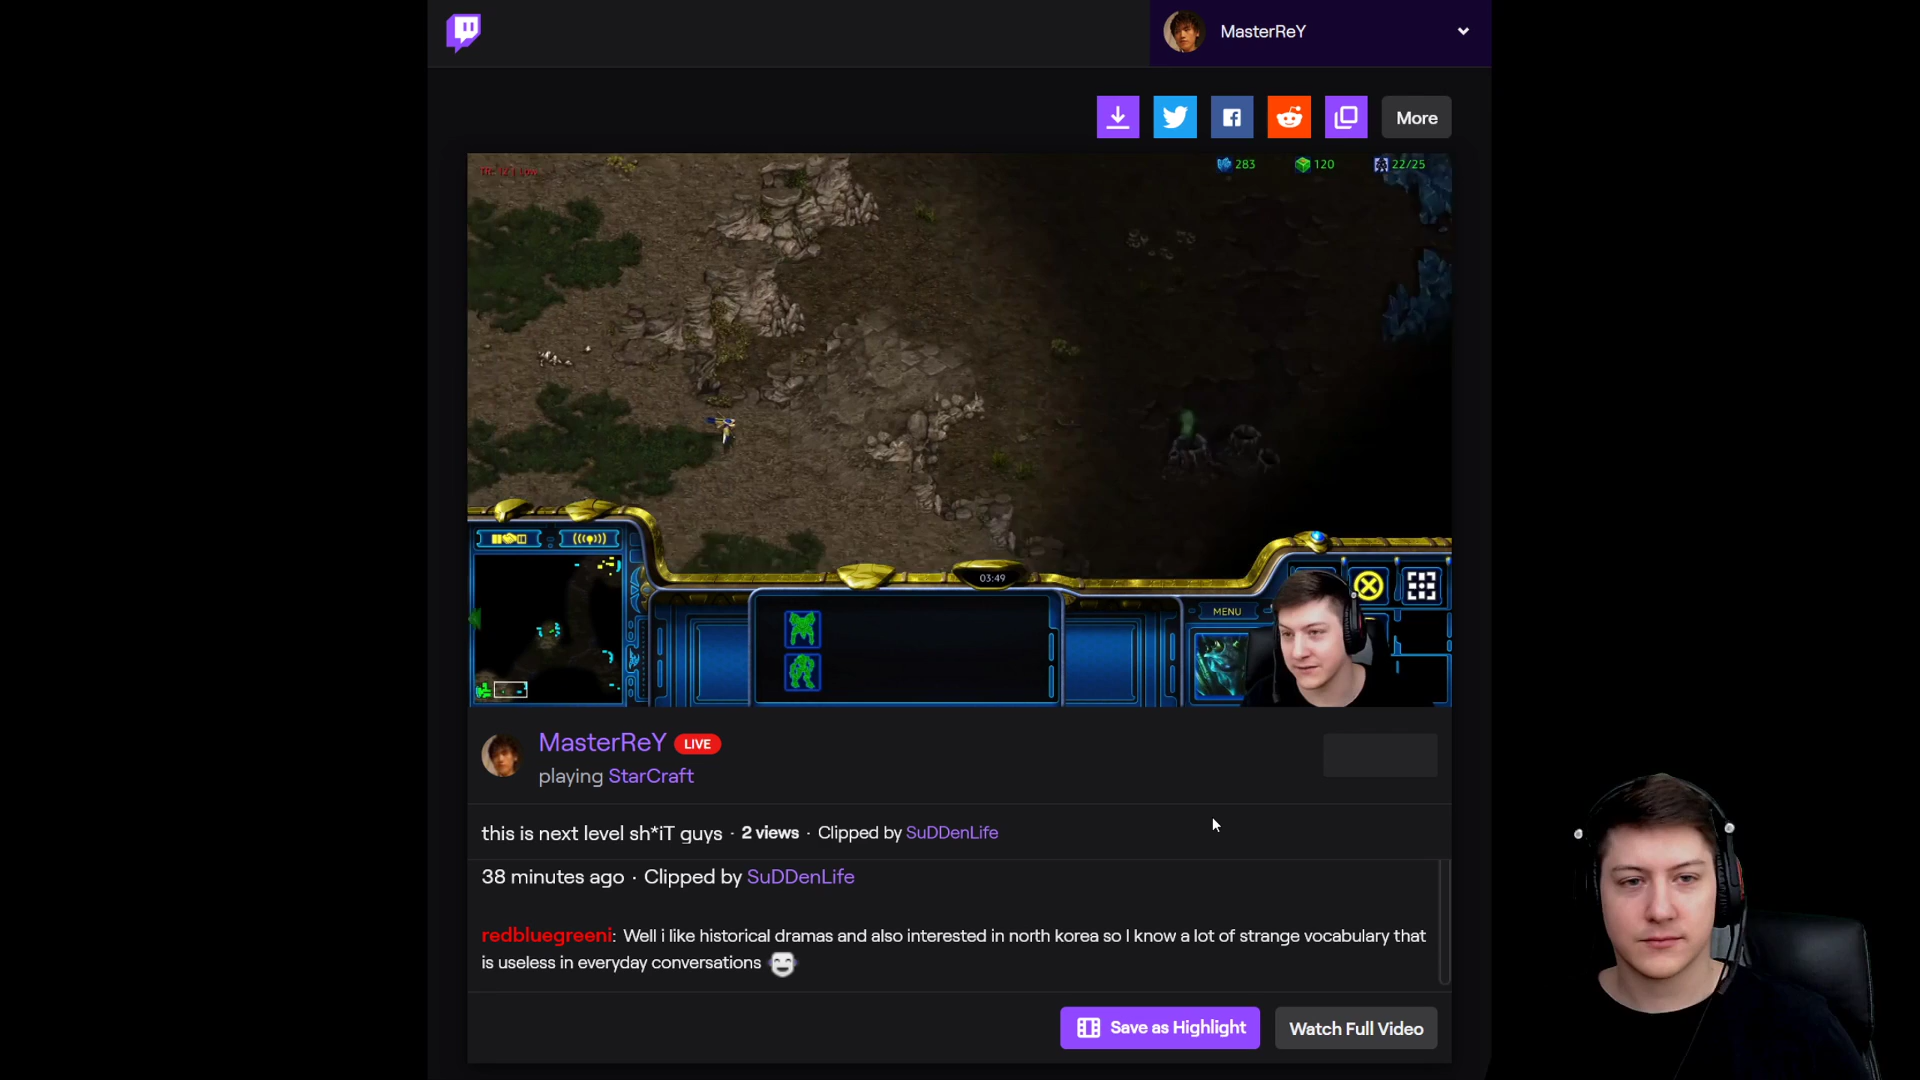 MasterReY
More
TR: 12 | Low
283
120
22/25
03:49
MENU
MasterReY LIVE
playing StarCraft
this is next level sh*iT guys · 2 views · Clipped by SuDDenLife
38 minutes ago · Clipped by SuDDenLife
redbluegreeni: Well i like historical dramas and also interested in north korea so I know a lot of strange vocabulary that
is useless in everyday conversations
Save as Highlight
Watch Full Video